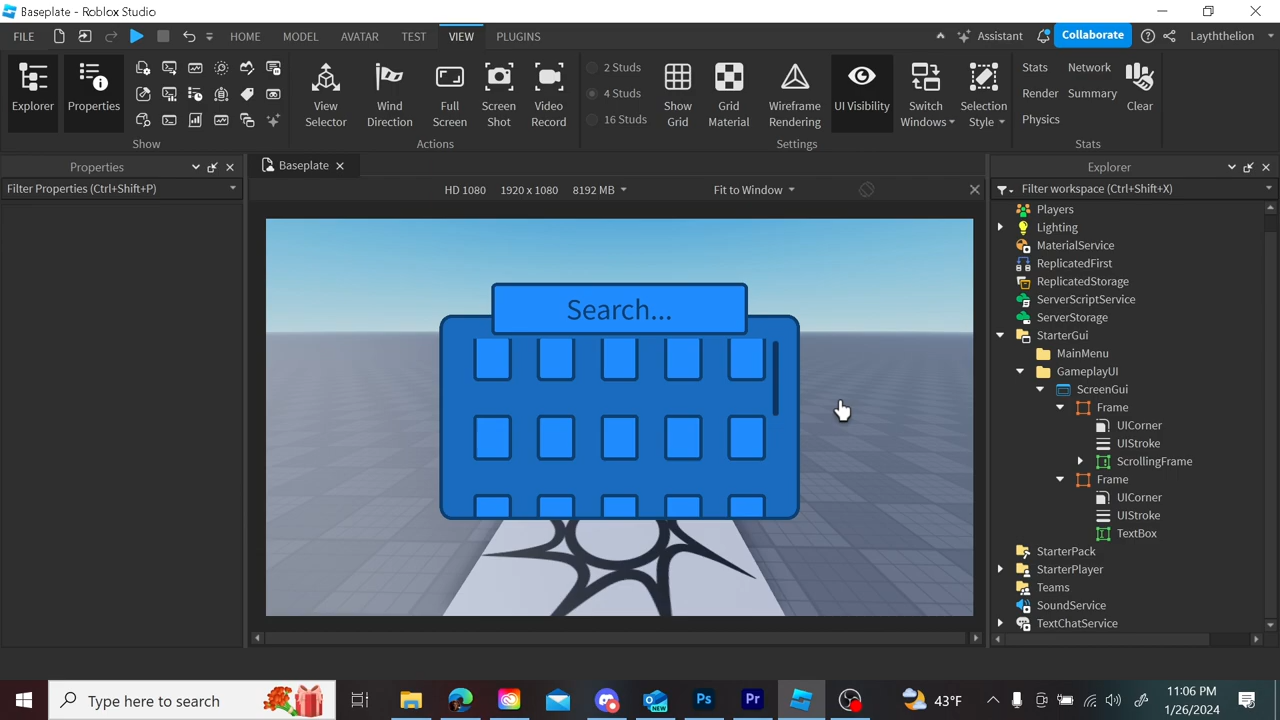 Baseplate - Roblox Studio
FILE HOME MODEL AVATAR TEST VIEW PLUGINS Assistant Collaborate Layththelion
Explorer Properties
Show
View Selector
Wind Direction
Full Screen
Screen Shot
Video Record
Actions
2 Studs
4 Studs
16 Studs
Show Grid
Grid Material
Wireframe Rendering
UI Visibility
Switch Windows
Selection Style
Settings
Stats Network
Render Summary
Physics
Clear
Stats
Properties
Filter Properties (Ctrl+Shift+P)
Baseplate
HD 1080 1920 x 1080 8192 MB Fit to Window
Search...
Explorer
Filter workspace (Ctrl+Shift+X)
Players
Lighting
MaterialService
ReplicatedFirst
ReplicatedStorage
ServerScriptService
ServerStorage
StarterGui
MainMenu
GameplayUI
ScreenGui
Frame
UICorner
UIStroke
ScrollingFrame
Frame
UICorner
UIStroke
TextBox
StarterPack
StarterPlayer
Teams
SoundService
TextChatService
Type here to search
NEW
Ps
Pr
43°F
11:06 PM
1/26/2024